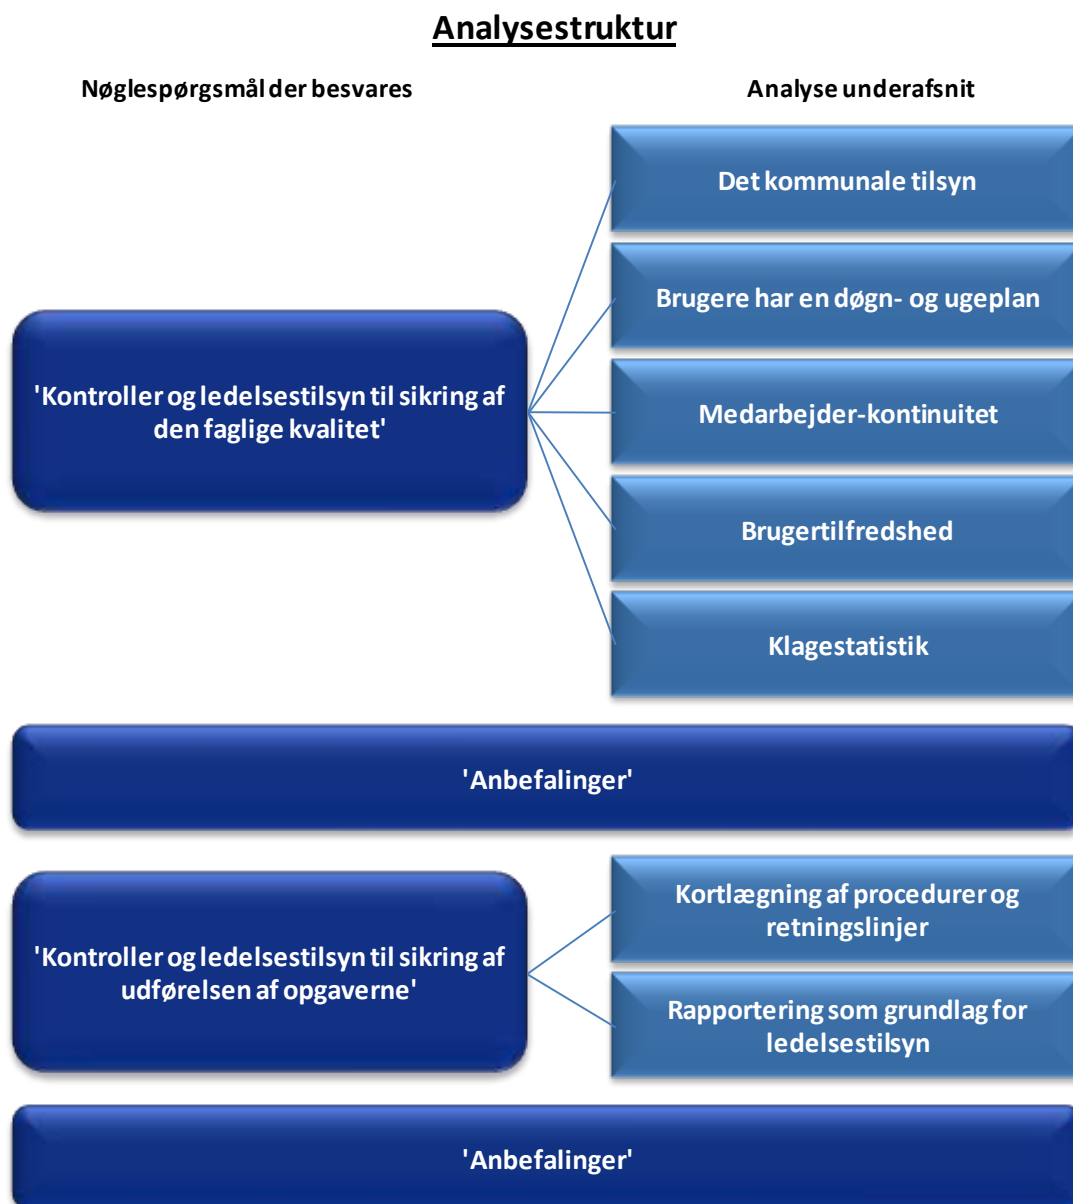 Analysestruktur
Nøglespørgsmål der besvares
Analyse underafsnit
'Kontroller og ledelsestilsyn til sikring af
den faglige kvalitet'
Det kommunale tilsyn
Brugere har en døgn- og ugeplan
Medarbejder-kontinuitet
Brugertilfredshed
Klagestatistik
'Anbefalinger'
'Kontroller og ledelsestilsyn til sikring af
udførelsen af opgaverne'
Kortlægning af procedurer og
retningslinjer
Rapportering som grundlag for
ledelsestilsyn
'Anbefalinger'